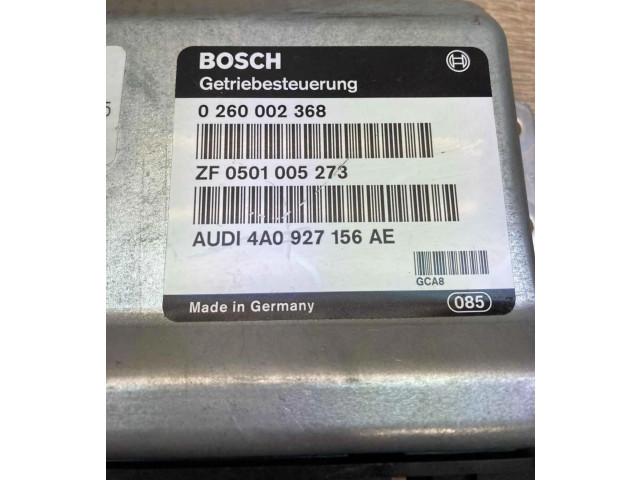 BOSCH
Getriebesteuerung
0 260 002 368
ZF 0501 005 273
AUDI 4A0 927 156 AE
GCA8
Made in Germany
085
5